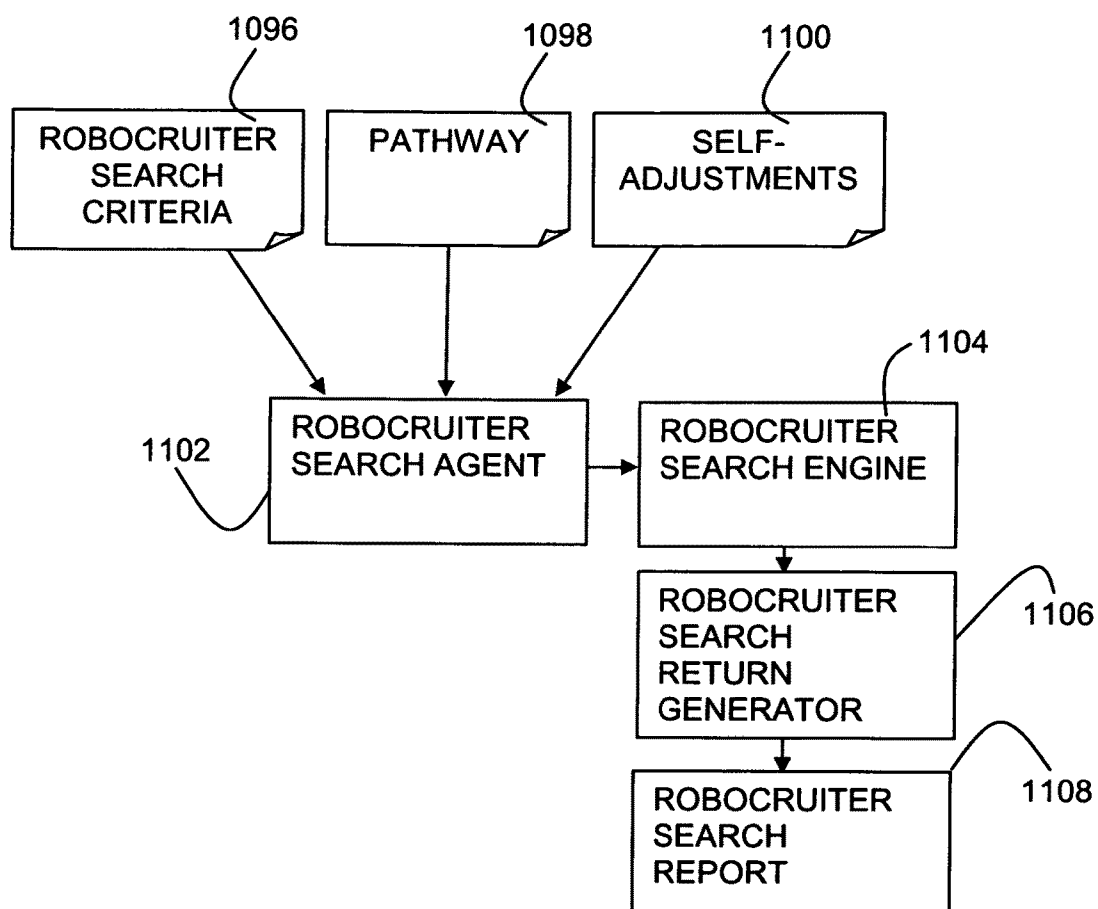 1096
1098
1100
ROBOCRUITER
SEARCH
CRITERIA
PATHWAY
SELF-
ADJUSTMENTS
1104
1102
ROBOCRUITER
SEARCH AGENT
ROBOCRUITER
SEARCH ENGINE
ROBOCRUITER
SEARCH
RETURN
GENERATOR
1106
ROBOCRUITER
SEARCH
REPORT
1108